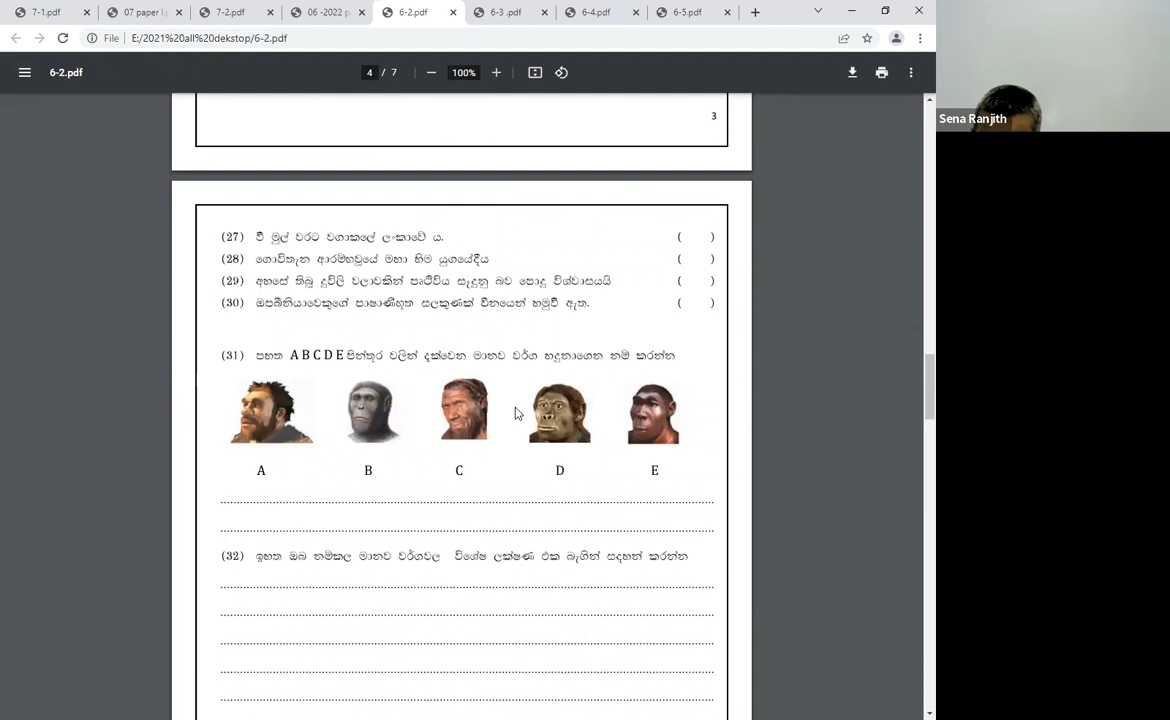 7-1.pdf
07 paper I.p
7-2.pdf
06 -2022 p
6-2.pdf
6-3 .pdf
6-4.pdf
6-5.pdf
File E:/2021%20all%20dekstop/6-2.pdf
6-2.pdf
4 / 7
100%
Sena Ranjith
3
(27) වී මුල් වරට වගාකලේ ලංකාවේ ය. ( )
(28) ගොවිතැන ආරම්භවූයේ මහා හිම යුගයේදීය ( )
(29) අහසේ තිබූ දූවිලි වලාවකින් පෘථිවිය සෑදුනු බව පොදු විශ්වාසයයි ( )
(30) ඔපබිනියාවෙකුගේ පාෂාණීභූත සලකුණක් චීනයෙන් හමුවී ඇත. ( )
(31) පහත A B C D E පින්තූර වලින් දැක්වෙන මානව වර්ග හදුනාගෙන නම් කරන්න
A B C D E
(32) ඉහත ඔබ නම්කල මානව වර්ගවල විශේෂ ලක්ෂණ එක බැගින් සදහන් කරන්න